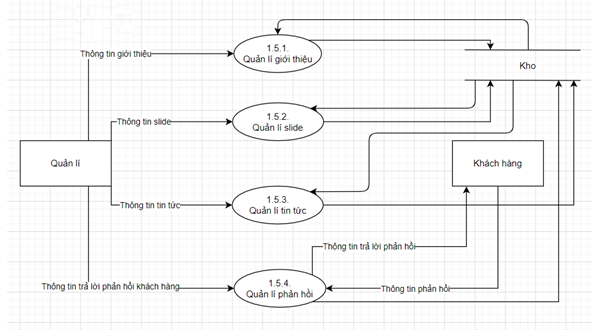 1.5.1.
Quản lí giới thiệu
Thông tin giới thiệu
Kho
1.5.2.
Quản lí slide
Thông tin slide
Quản lí
Khách hàng
1.5.3.
Quản lí tin tức
Thông tin tin tức
Thông tin trả lời phản hồi
1.5.4.
Quản lí phản hồi
Thông tin trả lời phản hồi khách hàng
Thông tin phản hồi